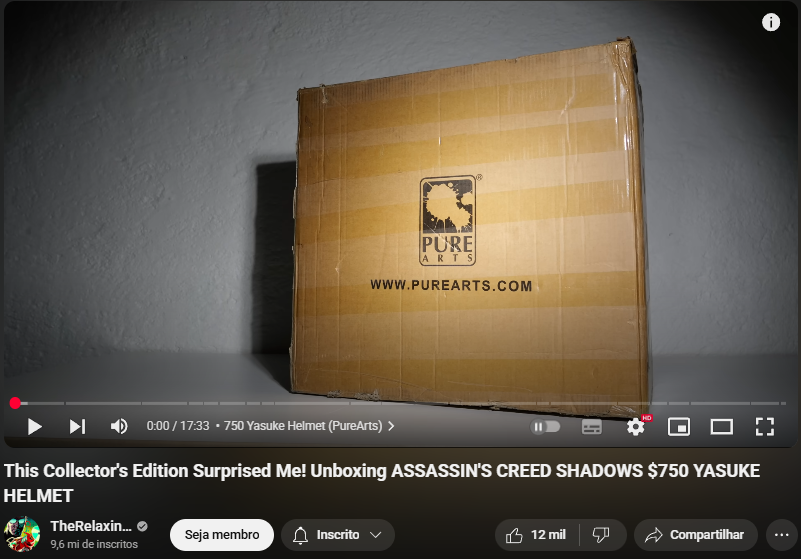 PURE
ARTS
®
WWW.PUREARTS.COM
HD
0:00 / 17:33 • 750 Yasuke Helmet (PureArts)
This Collector's Edition Surprised Me! Unboxing ASSASSIN'S CREED SHADOWS $750 YASUKE
HELMET
TheRelaxin...
9,6 mi de inscritos
Seja membro
Inscrito
12 mil
Compartilhar